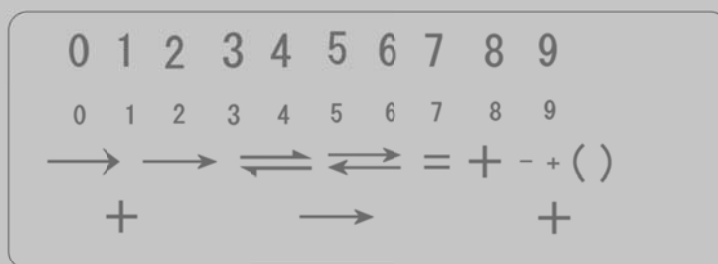 0 1 2 3 4 5 6 7 8 9
0 1 2 3 4 5 6 7 8 9
→ → ⇌ ⇄ = + - + ( )
+ → +